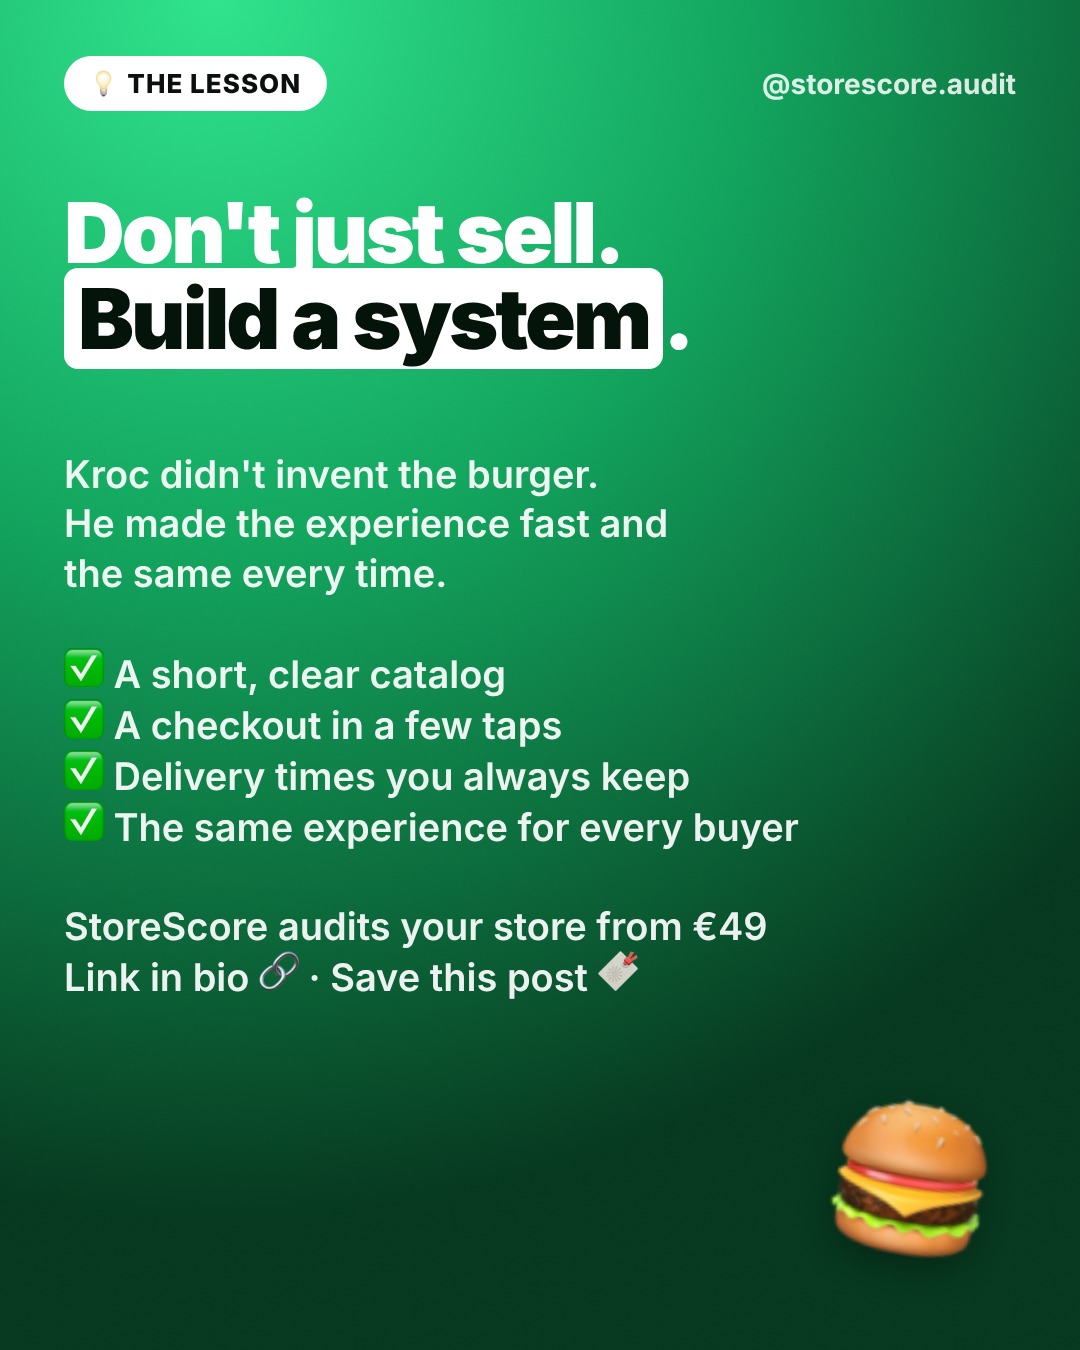 💡 THE LESSON
@storescore.audit
Don't just sell.
Build a system.
Kroc didn't invent the burger.
He made the experience fast and
the same every time.
✅ A short, clear catalog
✅ A checkout in a few taps
✅ Delivery times you always keep
✅ The same experience for every buyer
StoreScore audits your store from €49
Link in bio 🔗 · Save this post 🔖